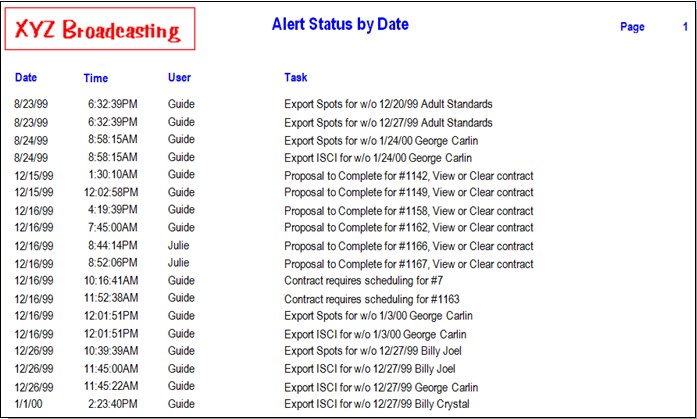 XYZ Broadcasting
Alert Status by Date
Page 1
Date Time User Task
8/23/99 6:32:39PM Guide Export Spots for w/o 12/20/99 Adult Standards
8/23/99 6:32:39PM Guide Export Spots for w/o 12/27/99 Adult Standards
8/24/99 8:58:15AM Guide Export Spots for w/o 1/24/00 George Carlin
8/24/99 8:58:15AM Guide Export ISCI for w/o 1/24/00 George Carlin
12/15/99 1:30:10AM Guide Proposal to Complete for #1142, View or Clear contract
12/15/99 12:02:58PM Guide Proposal to Complete for #1149, View or Clear contract
12/16/99 4:19:39PM Guide Proposal to Complete for #1158, View or Clear contract
12/16/99 7:45:00AM Guide Proposal to Complete for #1162, View or Clear contract
12/16/99 8:44:14PM Julie Proposal to Complete for #1166, View or Clear contract
12/16/99 8:52:06PM Julie Proposal to Complete for #1167, View or Clear contract
12/16/99 10:16:41AM Guide Contract requires scheduling for #7
12/16/99 11:52:38AM Guide Contract requires scheduling for #1163
12/16/99 12:01:51PM Guide Export Spots for w/o 1/3/00 George Carlin
12/16/99 12:01:51PM Guide Export ISCI for w/o 1/3/00 George Carlin
12/26/99 10:39:39AM Guide Export Spots for w/o 12/27/99 Billy Joel
12/26/99 11:45:00AM Guide Export ISCI for w/o 12/27/99 Billy Joel
12/26/99 11:45:22AM Guide Export ISCI for w/o 12/27/99 George Carlin
1/1/00 2:23:40PM Guide Export ISCI for w/o 12/27/99 Billy Crystal